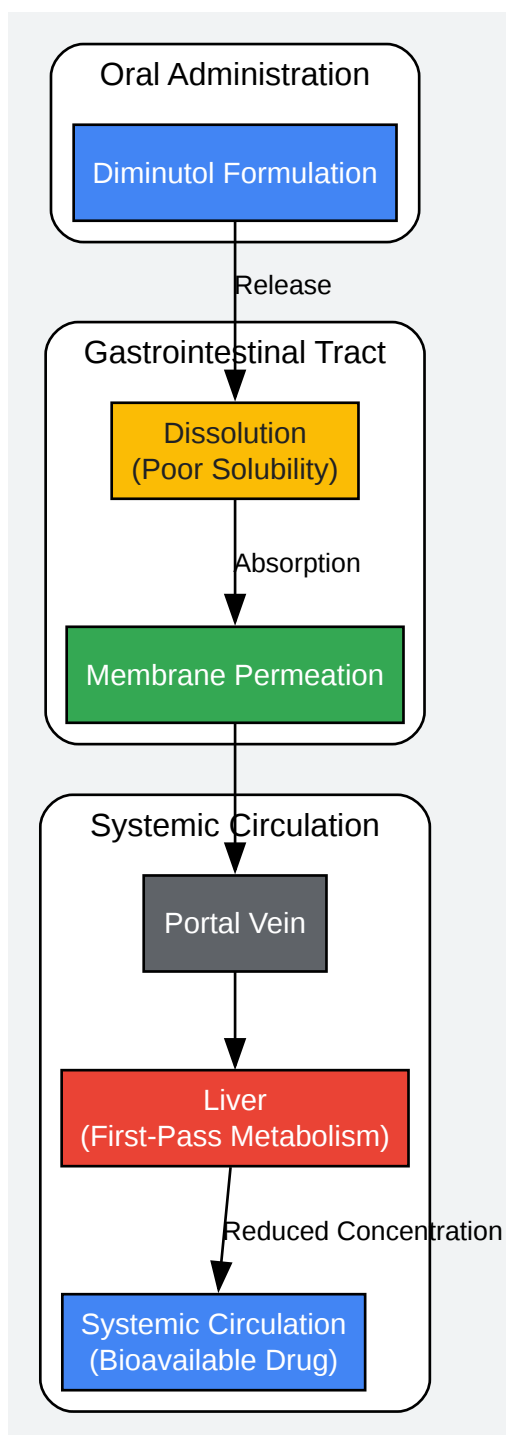 Oral Administration
Diminutol Formulation
Release
Gastrointestinal Tract
Dissolution
(Poor Solubility)
Absorption
Membrane Permeation
Systemic Circulation
Portal Vein
Liver
(First-Pass Metabolism)
Reduced Concentration
Systemic Circulation
(Bioavailable Drug)